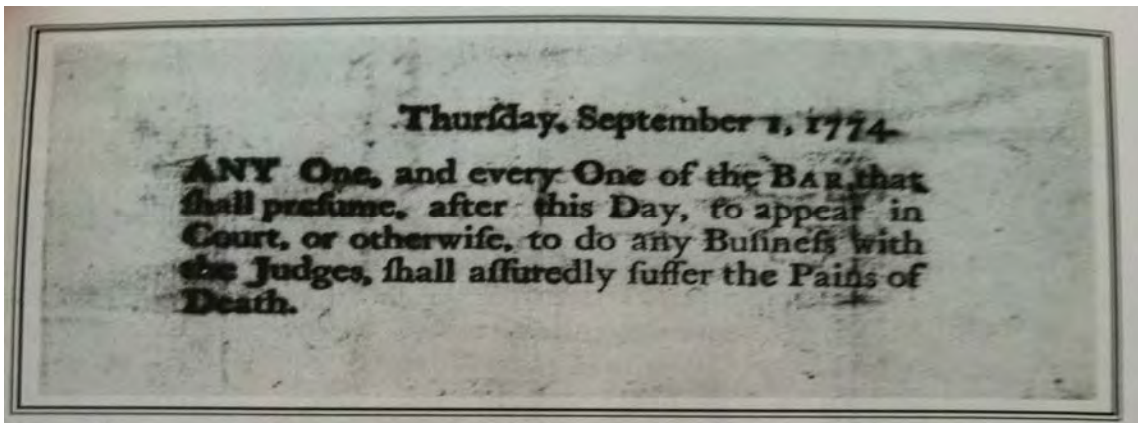 Thurſday, September 1, 1774.
ANY One, and every One of the BAR that
ſhall preſume, after this Day, to appear in
Court, or otherwiſe, to do any Buſineſs with
the Judges, ſhall aſſuredly ſuffer the Pains of
Death.